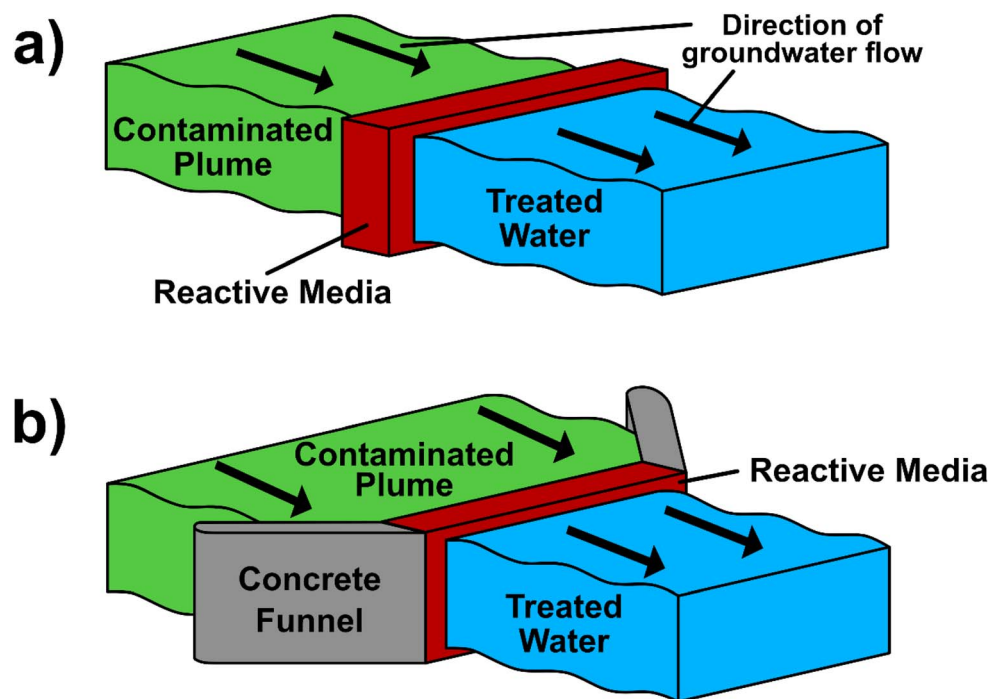 a)
Direction of
groundwater flow
Contaminated
Plume
Treated
Water
Reactive Media
b)
Contaminated
Plume
Reactive Media
Concrete
Funnel
Treated
Water